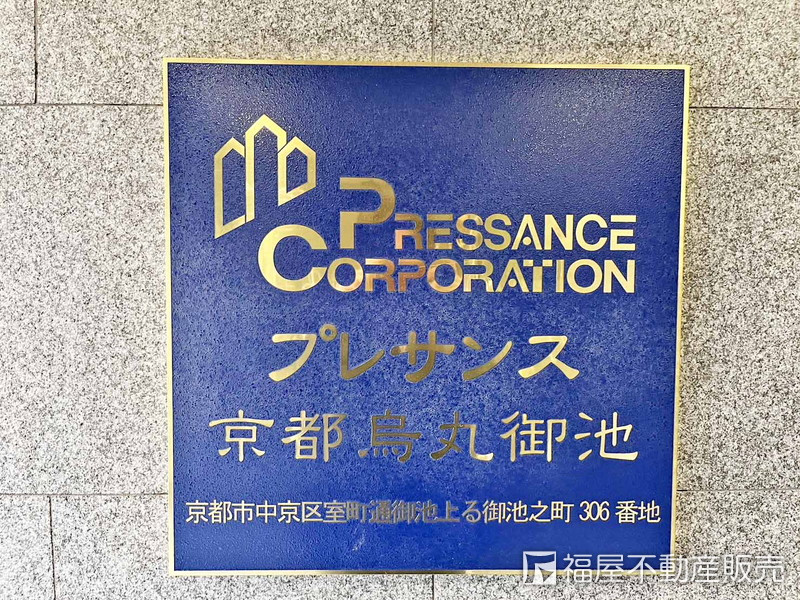 PRESSANCE
CORPORATION
プレサンス
京都烏丸御池
京都市中京区室町通御池上る御池之町 306 番地
福屋不動産販売